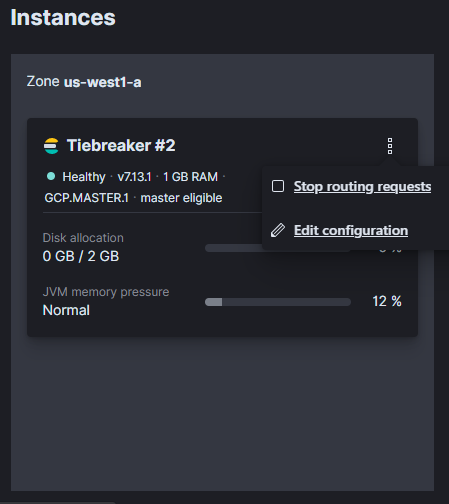 Instances
Zone us-west1-a
Tiebreaker #2
Healthy · v7.13.1 · 1 GB RAM ·
GCP.MASTER.1 · master eligible
Stop routing requests
Edit configuration
Disk allocation
0 GB / 2 GB
JVM memory pressure
Normal
12 %